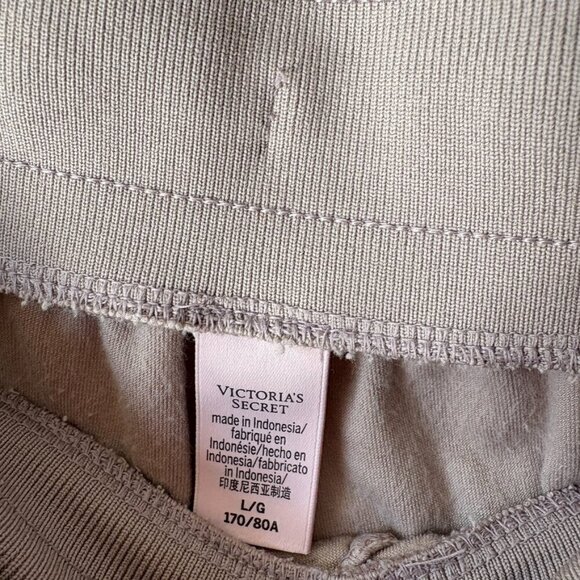 VICTORIA'S
SECRET
made in Indonesia/
fabriqué en
Indonésie/hecho en
Indonesia/fabbricato
in Indonesia/
印度尼西亚制造
L/G
170/80A